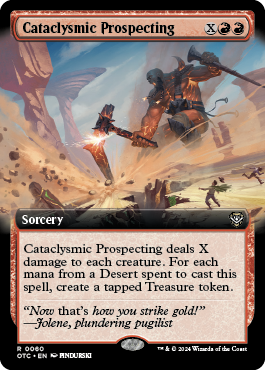 Cataclysmic Prospecting XRR
Sorcery
Cataclysmic Prospecting deals X
damage to each creature. For each
mana from a Desert spent to cast this
spell, create a tapped Treasure token.
“Now that’s how you strike gold!”
—Jolene, plundering pugilist
R 0060
OTC • EN PINDURSKI
™ & © 2024 Wizards of the Coast